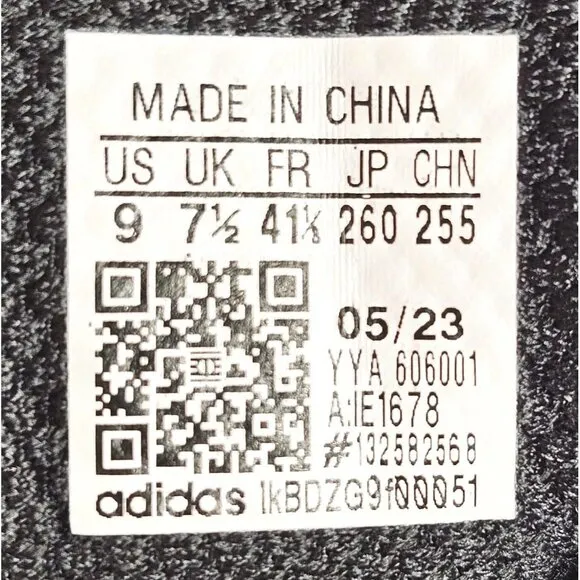 MADE IN CHINA
US UK FR JP CHN
9 7½ 41⅓ 260 255
05/23
YYA 606001
A:IE1678
#132582568
adidas 1kBDZG9f00051